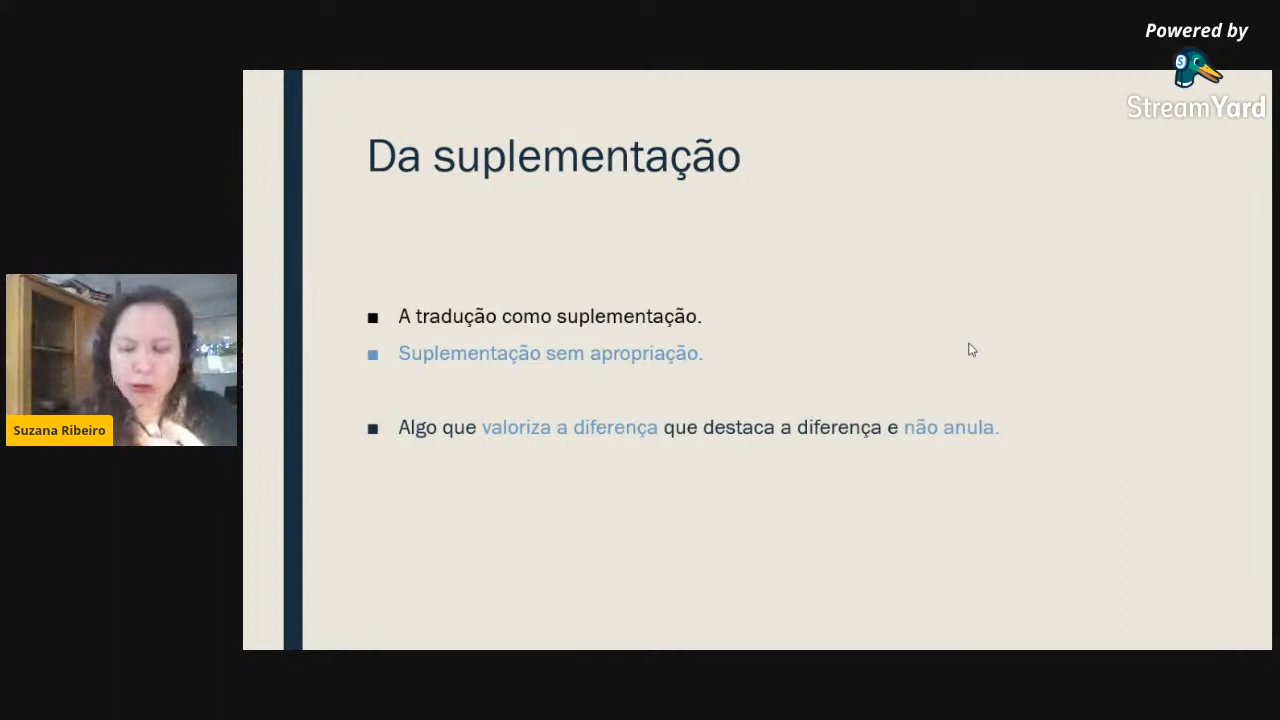 Powered by
StreamYard
Da suplementação
A tradução como suplementação.
Suplementação sem apropriação.
Algo que valoriza a diferença que destaca a diferença e não anula.
Suzana Ribeiro